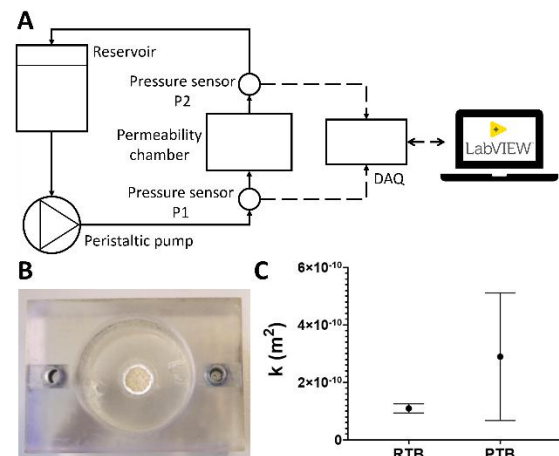 A
Reservoir
Pressure sensor
P2
Permeability
chamber
Pressure sensor
P1
Peristaltic pump
DAQ
LabVIEW
B
C
k (m²)
6×10⁻¹⁰
4×10⁻¹⁰
2×10⁻¹⁰
0
RTB
PTB